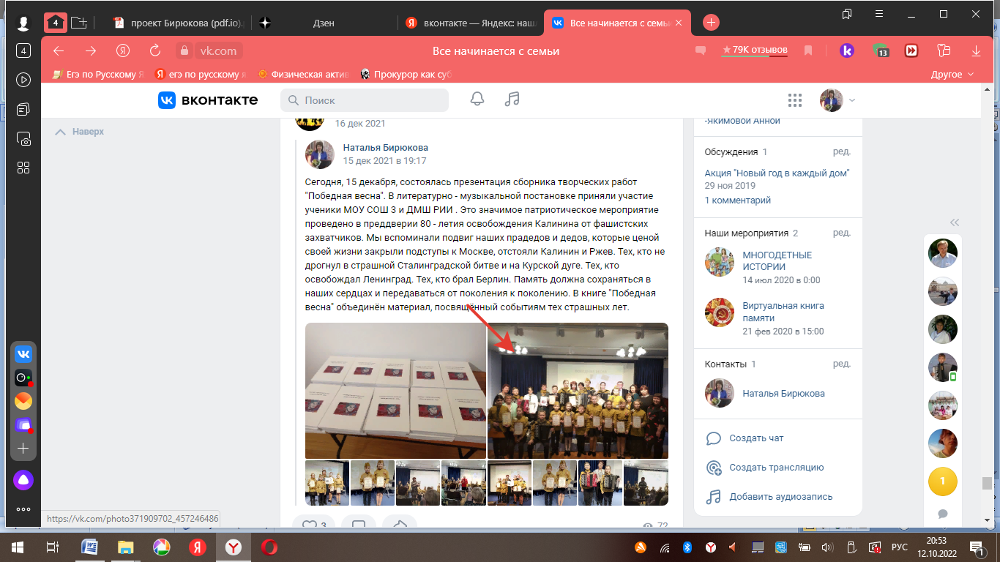 4
проект Бирюкова (pdf.io).
Дзен
вконтакте — Яндекс: наш
Все начинается с семь
vk.com
Все начинается с семьи
79K отзывов
13
Егэ по Русскому Я
егэ по русскому я
Физическая актив
Прокурор как суб
Другое
4
вконтакте
Поиск
Наверх
16 дек 2021
Наталья Бирюкова
15 дек 2021 в 19:17
Сегодня, 15 декабря, состоялась презентация сборника творческих работ
"Победная весна". В литературно - музыкальной постановке приняли участие
ученики МОУ СОШ 3 и ДМШ РИИ . Это значимое патриотическое мероприятие
проведено в преддверии 80 - летия освобождения Калинина от фашистских
захватчиков. Мы вспоминали подвиг наших прадедов и дедов, которые ценой
своей жизни закрыли подступы к Москве, отстояли Калинин и Ржев. Тех, кто не
дрогнул в страшной Сталинградской битве и на Курской дуге. Тех, кто
освобождал Ленинград. Тех, кто брал Берлин. Память должна сохраняться в
наших сердцах и передаваться от поколения к поколению. В книге "Победная
весна" объединён материал, посвящённый событиям тех страшных лет.
3
72
-Якимовой Анной
Обсуждения 1 ред.
Акция "Новый год в каждый дом"
29 ноя 2019
1 комментарий
Наши мероприятия 2 ред.
МНОГОДЕТНЫЕ
ИСТОРИИ
14 июл 2020 в 0:00
Виртуальная книга
памяти
21 фев 2020 в 15:00
Контакты 1 ред.
Наталья Бирюкова
Создать чат
Создать трансляцию
Добавить аудиозапись
1
https://vk.com/photo371909702_457246486
РУС
20:53
12.10.2022
1